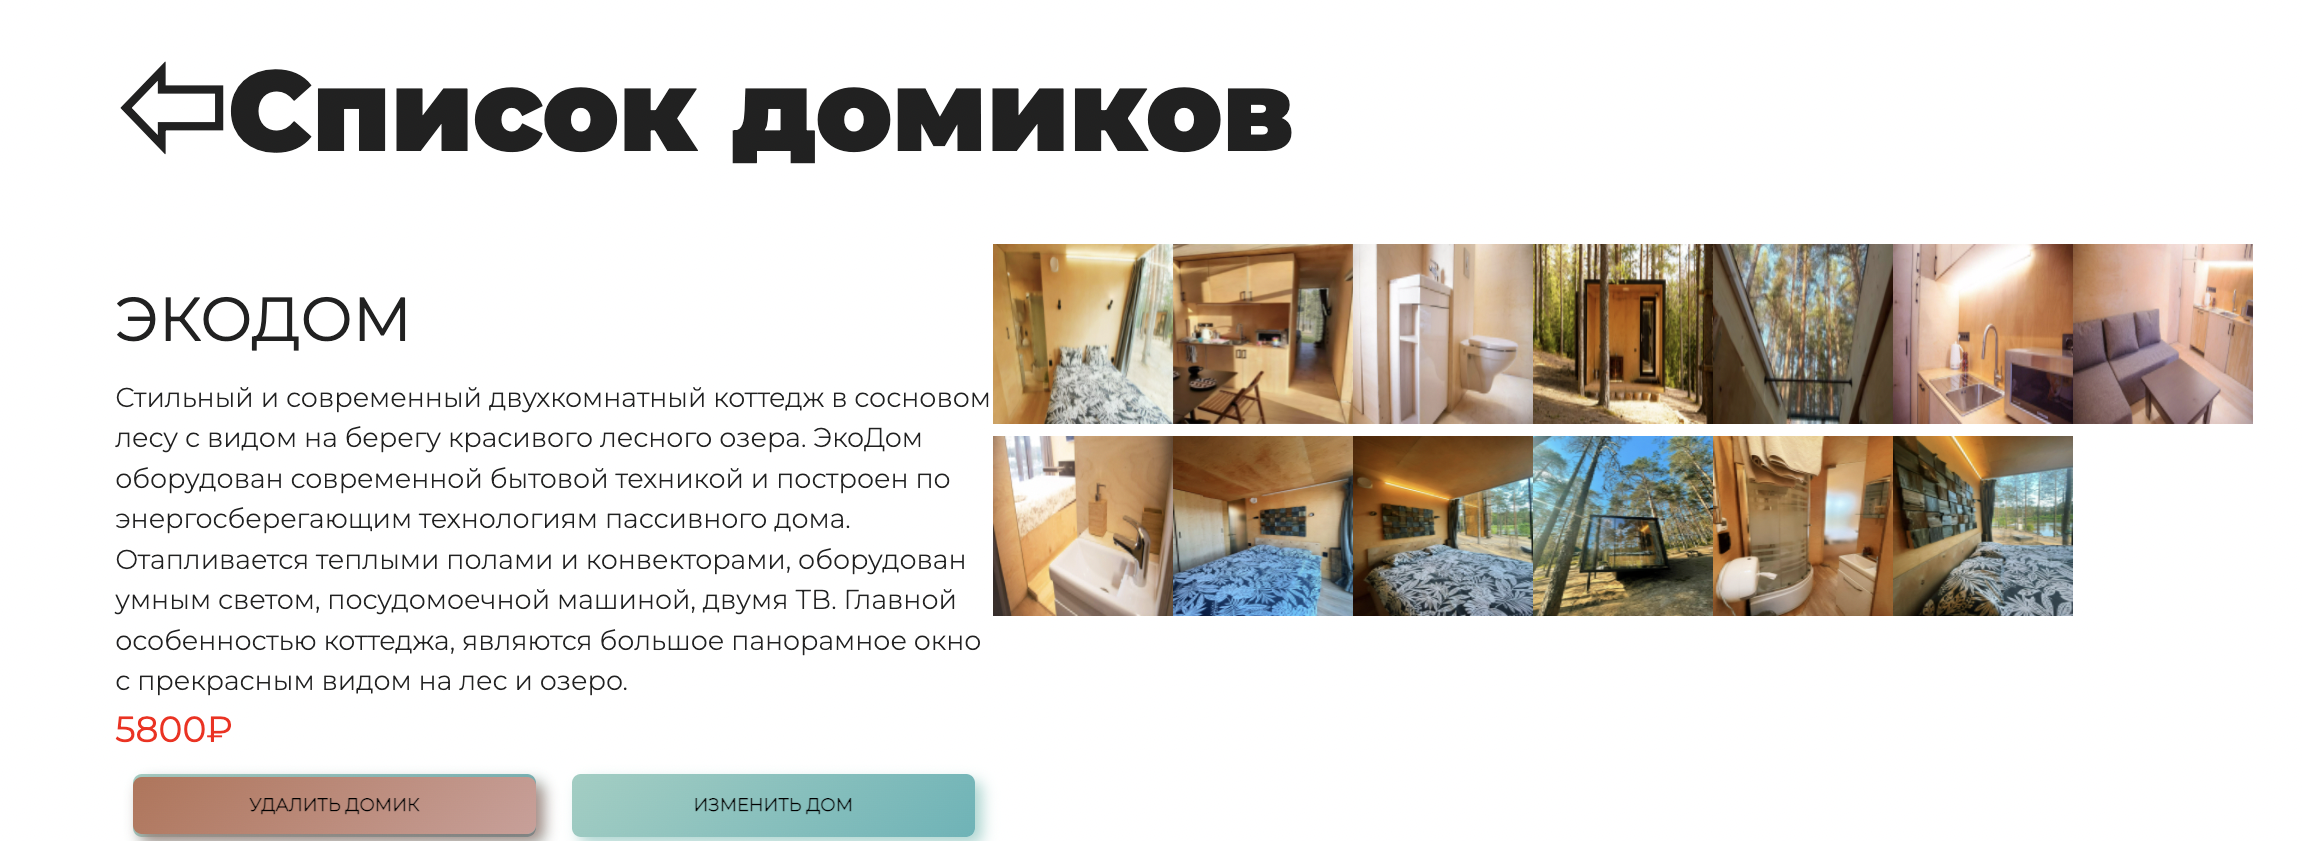 ⇦Список домиков
ЭКОДОМ
Стильный и современный двухкомнатный коттедж в сосновом
лесу с видом на берегу красивого лесного озера. ЭкоДом
оборудован современной бытовой техникой и построен по
энергосберегающим технологиям пассивного дома.
Отапливается теплыми полами и конвекторами, оборудован
умным светом, посудомоечной машиной, двумя ТВ. Главной
особенностью коттеджа, являются большое панорамное окно
с прекрасным видом на лес и озеро.
5800₽
УДАЛИТЬ ДОМИК
ИЗМЕНИТЬ ДОМ